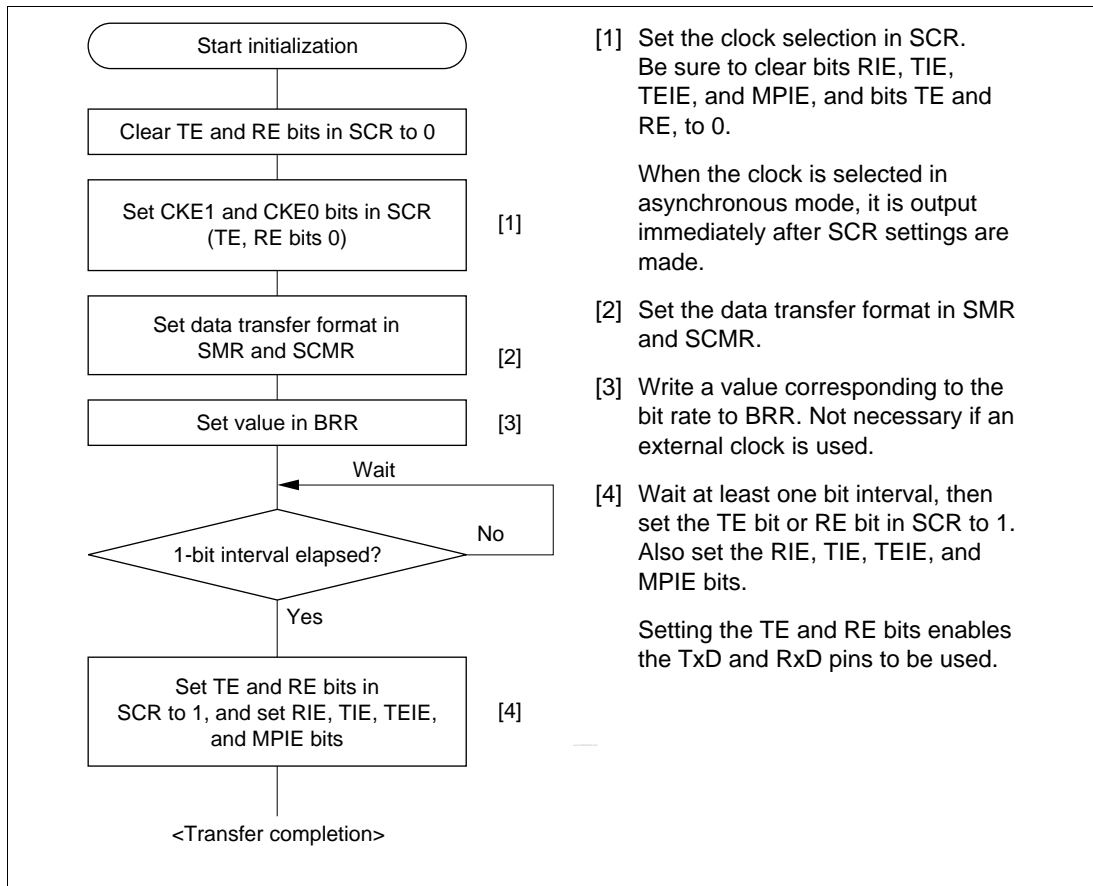 Start initialization
Clear TE and RE bits in SCR to 0
Set CKE1 and CKE0 bits in SCR
(TE, RE bits 0)
[1]
Set data transfer format in
SMR and SCMR
[2]
Set value in BRR
[3]
Wait
No
1-bit interval elapsed?
Yes
Set TE and RE bits in
SCR to 1, and set RIE, TIE, TEIE,
and MPIE bits
[4]
<Transfer completion>
[1] Set the clock selection in SCR.
Be sure to clear bits RIE, TIE,
TEIE, and MPIE, and bits TE and
RE, to 0.
When the clock is selected in
asynchronous mode, it is output
immediately after SCR settings are
made.
[2] Set the data transfer format in SMR
and SCMR.
[3] Write a value corresponding to the
bit rate to BRR. Not necessary if an
external clock is used.
[4] Wait at least one bit interval, then
set the TE bit or RE bit in SCR to 1.
Also set the RIE, TIE, TEIE, and
MPIE bits.
Setting the TE and RE bits enables
the TxD and RxD pins to be used.